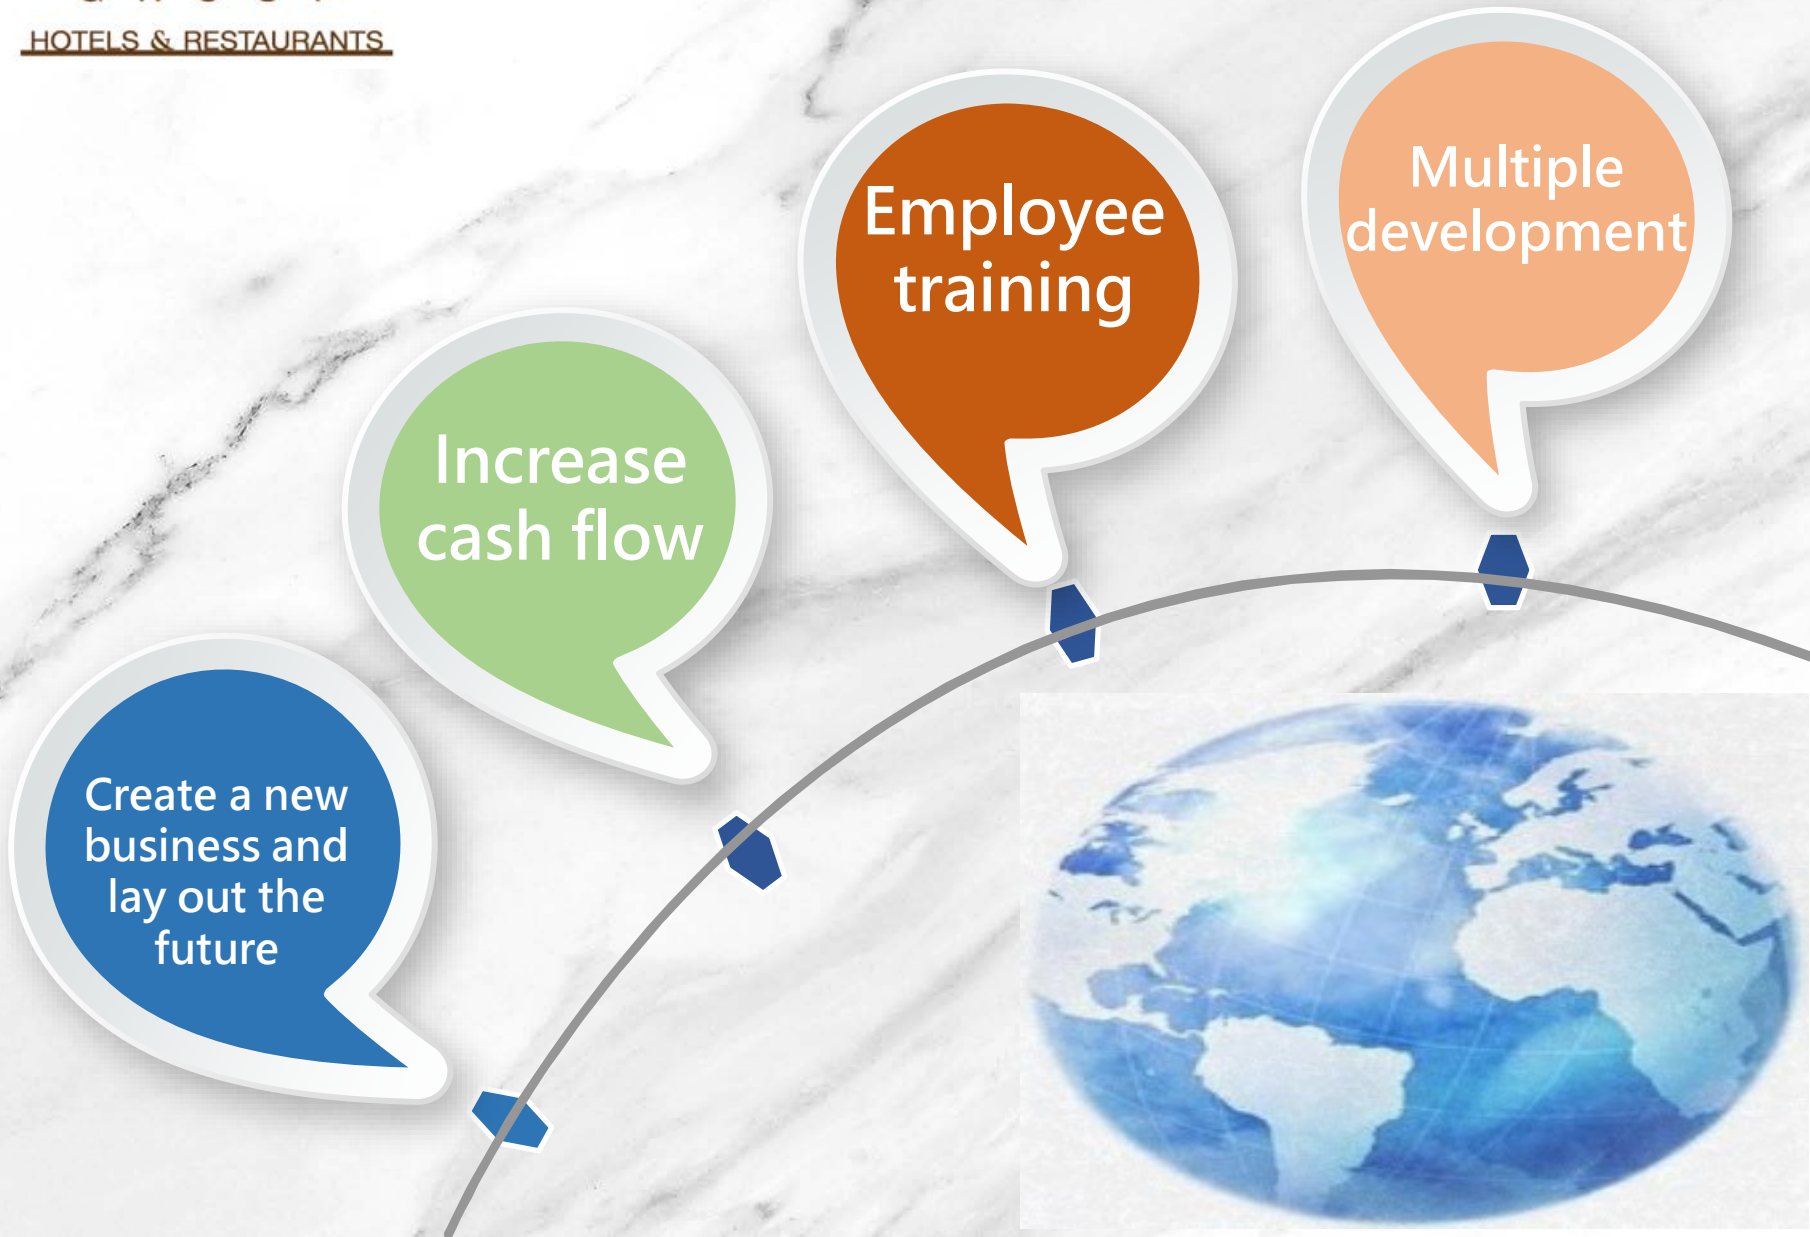 HOTELS & RESTAURANTS
Multiple
development
Employee
training
Increase
cash flow
Create a new
business and
lay out the
future